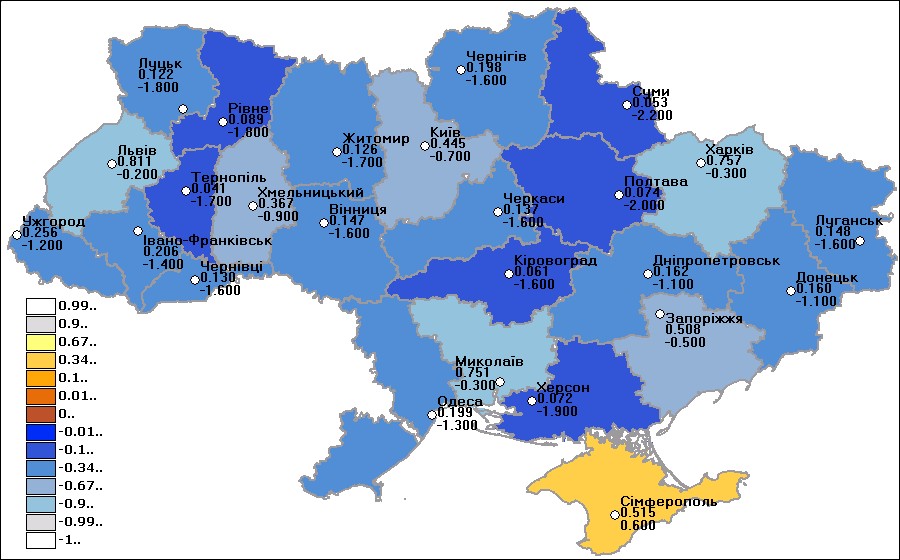 Чернігів
0.198
-1.600
Луцьк
0.122
-1.800
Суми
0.053
-2.200
Рівне
0.089
-1.800
Київ
0.445
-0.700
Житомир
0.126
-1.700
Львів
0.811
-0.200
Харків
0.757
-0.300
Тернопіль
0.041
-1.700
Полтава
0.074
-2.000
Хмельницький
0.367
-0.900
Черкаси
0.137
-1.600
Вінниця
0.147
-1.600
Ужгород
0.256
-1.200
Луганськ
0.148
-1.600
Івано-Франківськ
0.206
-1.400
Чернівці
0.130
-1.600
Кіровоград
0.061
-1.600
Дніпропетровськ
0.162
-1.100
Донецьк
0.160
-1.100
Запоріжжя
0.508
-0.500
Миколаїв
0.751
-0.300
Херсон
0.072
-1.900
Одеса
0.199
-1.300
Сімферополь
0.515
0.600
0.99..
0.9..
0.67..
0.34..
0.1..
0.01..
0..
-0.01..
-0.1..
-0.34..
-0.67..
-0.9..
-0.99..
-1..